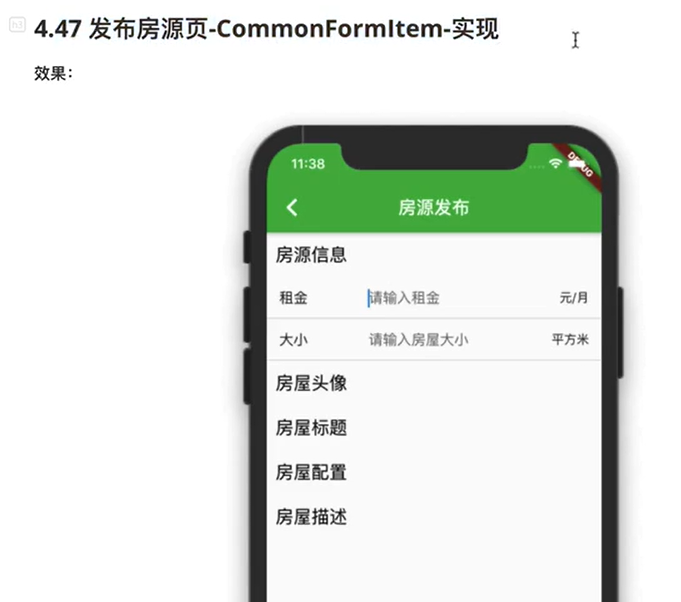 h3
4.47 发布房源页-CommonFormItem-实现
效果：
11:38
DEBUG
房源发布
房源信息
租金 请输入租金 元/月
大小 请输入房屋大小 平方米
房屋头像
房屋标题
房屋配置
房屋描述